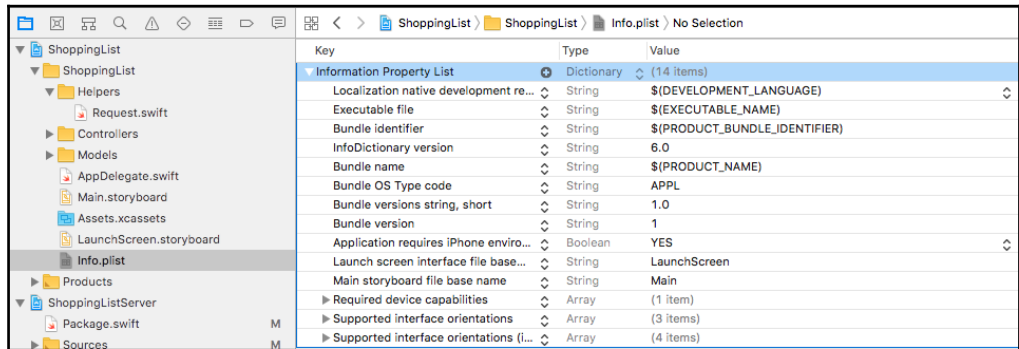 ShoppingList 〉 ShoppingList 〉 Info.plist 〉 No Selection
ShoppingList
ShoppingList
Helpers
Request.swift
Controllers
Models
AppDelegate.swift
Main.storyboard
Assets.xcassets
LaunchScreen.storyboard
Info.plist
Products
ShoppingListServer
Package.swift M
Sources M
Key Type Value
Information Property List Dictionary (14 items)
Localization native development re... String $(DEVELOPMENT_LANGUAGE)
Executable file String $(EXECUTABLE_NAME)
Bundle identifier String $(PRODUCT_BUNDLE_IDENTIFIER)
InfoDictionary version String 6.0
Bundle name String $(PRODUCT_NAME)
Bundle OS Type code String APPL
Bundle versions string, short String 1.0
Bundle version String 1
Application requires iPhone enviro... Boolean YES
Launch screen interface file base... String LaunchScreen
Main storyboard file base name String Main
Required device capabilities Array (1 item)
Supported interface orientations Array (3 items)
Supported interface orientations (i... Array (4 items)